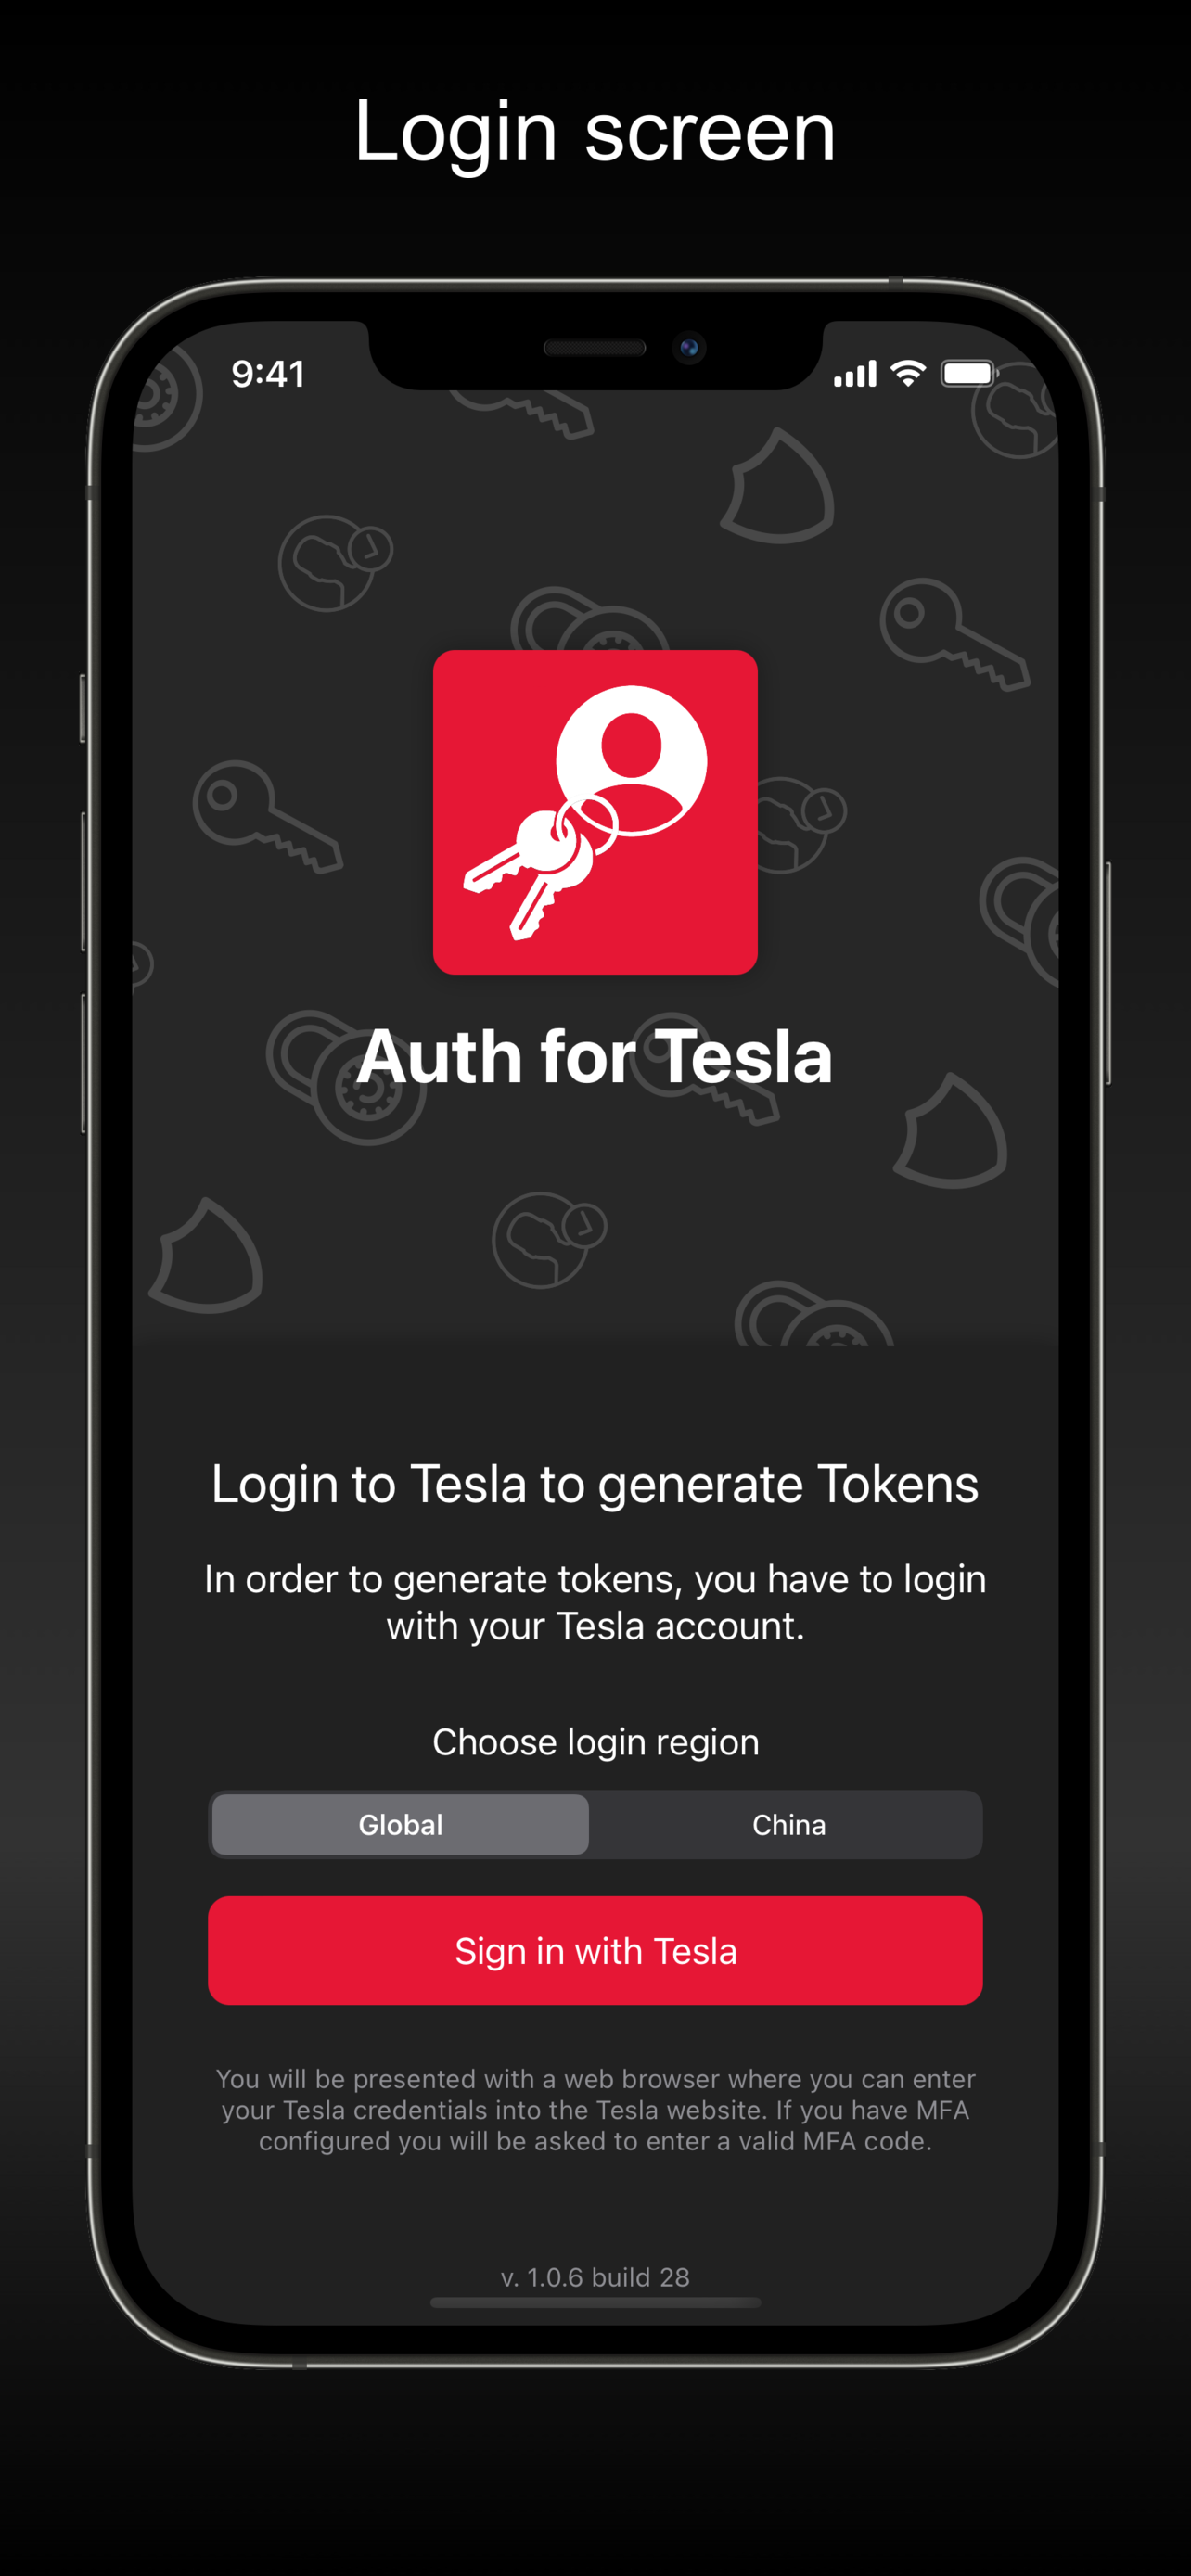 Login screen
9:41
Auth for Tesla
Login to Tesla to generate Tokens
In order to generate tokens, you have to login
with your Tesla account.
Choose login region
Global China
Sign in with Tesla
You will be presented with a web browser where you can enter
your Tesla credentials into the Tesla website. If you have MFA
configured you will be asked to enter a valid MFA code.
v. 1.0.6 build 28